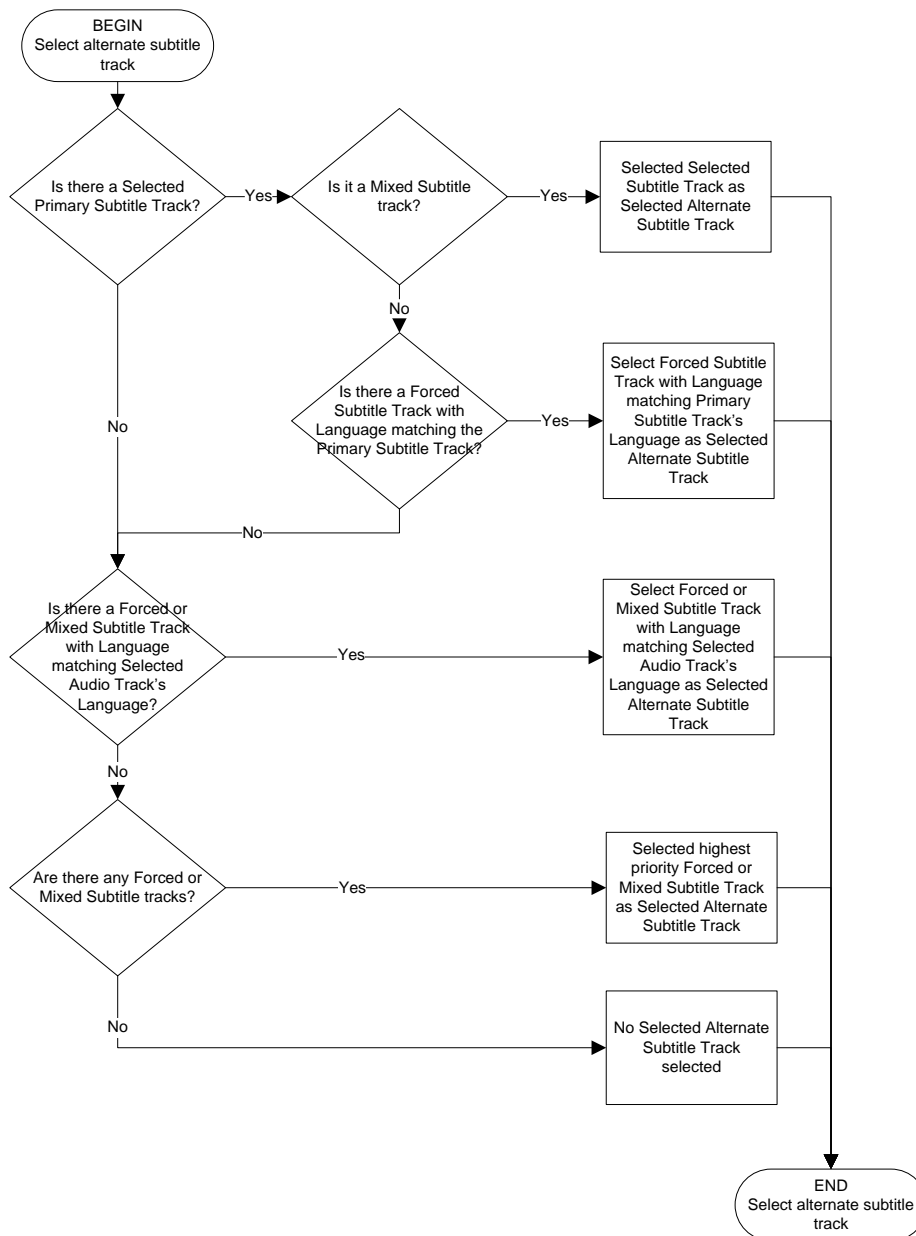 BEGIN
Select alternate subtitle
track
Is there a Selected
Primary Subtitle Track?
Yes
Is it a Mixed Subtitle
track?
Yes
Selected Selected
Subtitle Track as
Selected Alternate
Subtitle Track
No
No
Is there a Forced
Subtitle Track with
Language matching the
Primary Subtitle Track?
Yes
Select Forced Subtitle
Track with Language
matching Primary
Subtitle Track's
Language as Selected
Alternate Subtitle
Track
No
Is there a Forced or
Mixed Subtitle Track
with Language
matching Selected
Audio Track's
Language?
Yes
Select Forced or
Mixed Subtitle Track
with Language
matching Selected
Audio Track's
Language as Selected
Alternate Subtitle
Track
No
Are there any Forced or
Mixed Subtitle tracks?
Yes
Selected highest
priority Forced or
Mixed Subtitle Track
as Selected Alternate
Subtitle Track
No
No Selected Alternate
Subtitle Track
selected
END
Select alternate subtitle
track